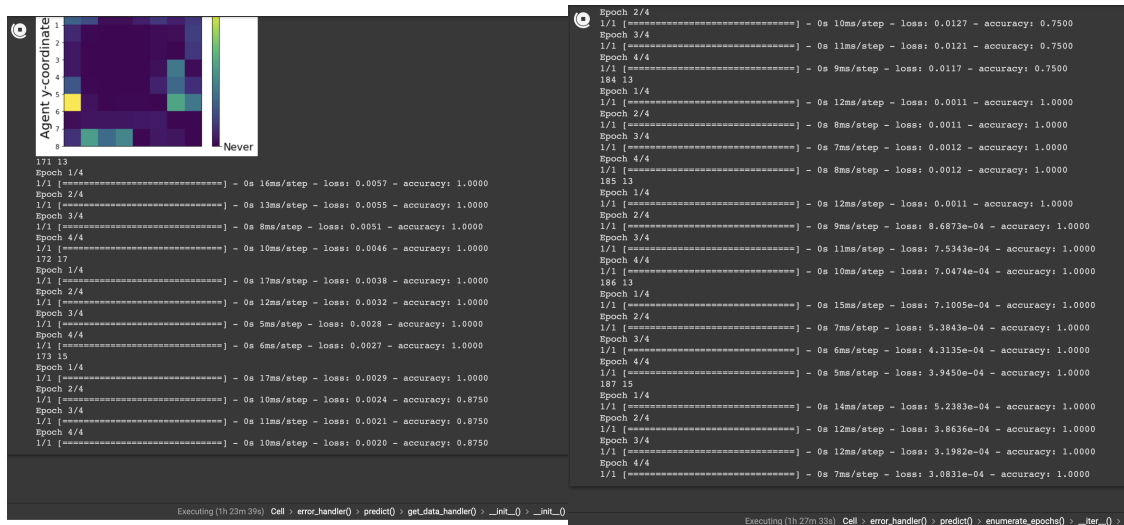 1
2
3
4
5
6
7
8
Agent y-coordinate
Never
171 13
Epoch 1/4
1/1 [==============================] - 0s 16ms/step - loss: 0.0057 - accuracy: 1.0000
Epoch 2/4
1/1 [==============================] - 0s 13ms/step - loss: 0.0055 - accuracy: 1.0000
Epoch 3/4
1/1 [==============================] - 0s 8ms/step - loss: 0.0051 - accuracy: 1.0000
Epoch 4/4
1/1 [==============================] - 0s 10ms/step - loss: 0.0046 - accuracy: 1.0000
172 17
Epoch 1/4
1/1 [==============================] - 0s 17ms/step - loss: 0.0038 - accuracy: 1.0000
Epoch 2/4
1/1 [==============================] - 0s 12ms/step - loss: 0.0032 - accuracy: 1.0000
Epoch 3/4
1/1 [==============================] - 0s 5ms/step - loss: 0.0028 - accuracy: 1.0000
Epoch 4/4
1/1 [==============================] - 0s 6ms/step - loss: 0.0027 - accuracy: 1.0000
173 15
Epoch 1/4
1/1 [==============================] - 0s 17ms/step - loss: 0.0029 - accuracy: 1.0000
Epoch 2/4
1/1 [==============================] - 0s 10ms/step - loss: 0.0024 - accuracy: 0.8750
Epoch 3/4
1/1 [==============================] - 0s 11ms/step - loss: 0.0021 - accuracy: 0.8750
Epoch 4/4
1/1 [==============================] - 0s 10ms/step - loss: 0.0020 - accuracy: 0.8750
Executing (1h 23m 39s) Cell > error_handler() > predict() > get_data_handler() > __init__() > __init__()
Epoch 2/4
1/1 [==============================] - 0s 10ms/step - loss: 0.0127 - accuracy: 0.7500
Epoch 3/4
1/1 [==============================] - 0s 11ms/step - loss: 0.0121 - accuracy: 0.7500
Epoch 4/4
1/1 [==============================] - 0s 9ms/step - loss: 0.0117 - accuracy: 0.7500
184 13
Epoch 1/4
1/1 [==============================] - 0s 12ms/step - loss: 0.0011 - accuracy: 1.0000
Epoch 2/4
1/1 [==============================] - 0s 8ms/step - loss: 0.0011 - accuracy: 1.0000
Epoch 3/4
1/1 [==============================] - 0s 7ms/step - loss: 0.0012 - accuracy: 1.0000
Epoch 4/4
1/1 [==============================] - 0s 8ms/step - loss: 0.0012 - accuracy: 1.0000
185 13
Epoch 1/4
1/1 [==============================] - 0s 12ms/step - loss: 0.0011 - accuracy: 1.0000
Epoch 2/4
1/1 [==============================] - 0s 9ms/step - loss: 8.6873e-04 - accuracy: 1.0000
Epoch 3/4
1/1 [==============================] - 0s 11ms/step - loss: 7.5343e-04 - accuracy: 1.0000
Epoch 4/4
1/1 [==============================] - 0s 10ms/step - loss: 7.0474e-04 - accuracy: 1.0000
186 13
Epoch 1/4
1/1 [==============================] - 0s 15ms/step - loss: 7.1005e-04 - accuracy: 1.0000
Epoch 2/4
1/1 [==============================] - 0s 7ms/step - loss: 5.3843e-04 - accuracy: 1.0000
Epoch 3/4
1/1 [==============================] - 0s 6ms/step - loss: 4.3135e-04 - accuracy: 1.0000
Epoch 4/4
1/1 [==============================] - 0s 5ms/step - loss: 3.9450e-04 - accuracy: 1.0000
187 15
Epoch 1/4
1/1 [==============================] - 0s 14ms/step - loss: 5.2383e-04 - accuracy: 1.0000
Epoch 2/4
1/1 [==============================] - 0s 12ms/step - loss: 3.8636e-04 - accuracy: 1.0000
Epoch 3/4
1/1 [==============================] - 0s 12ms/step - loss: 3.1982e-04 - accuracy: 1.0000
Epoch 4/4
1/1 [==============================] - 0s 7ms/step - loss: 3.0831e-04 - accuracy: 1.0000
Executing (1h 27m 33s) Cell > error_handler() > predict() > enumerate_epochs() > __iter__() >